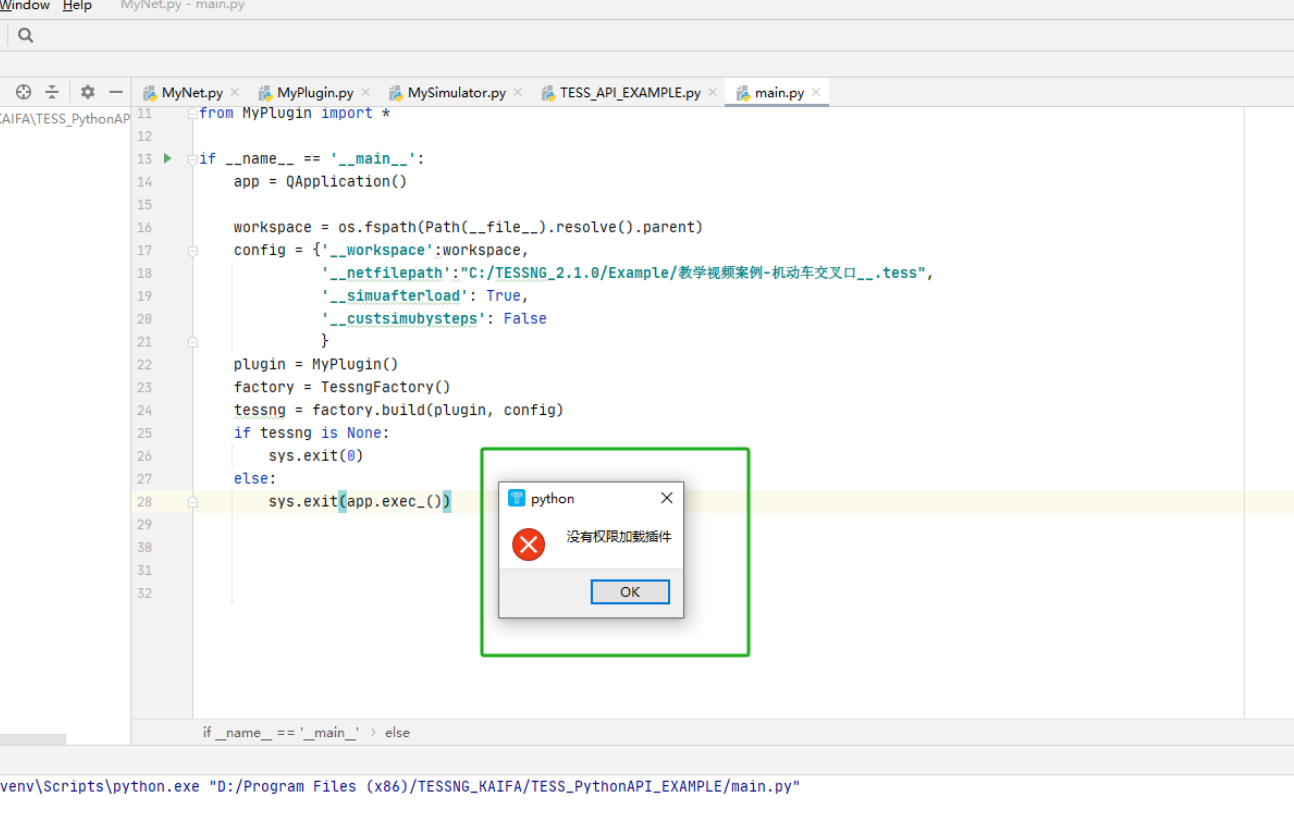 Window Help MyNet.py - main.py
KAIFA\TESS_PythonAP
MyNet.py MyPlugin.py MySimulator.py TESS_API_EXAMPLE.py main.py
11 from MyPlugin import *
12
13 if __name__ == '__main__':
14 app = QApplication()
15
16 workspace = os.fspath(Path(__file__).resolve().parent)
17 config = {'__workspace':workspace,
18 '__netfilepath':"C:/TESSNG_2.1.0/Example/教学视频案例-机动车交叉口__.tess",
19 '__simuafterload': True,
20 '__custsimubysteps': False
21 }
22 plugin = MyPlugin()
23 factory = TessngFactory()
24 tessng = factory.build(plugin, config)
25 if tessng is None:
26 sys.exit(0)
27 else:
28 sys.exit(app.exec_())
29
30
31
32
python
没有权限加载插件
OK
if __name__ == '__main__' › else
venv\Scripts\python.exe "D:/Program Files (x86)/TESSNG_KAIFA/TESS_PythonAPI_EXAMPLE/main.py"